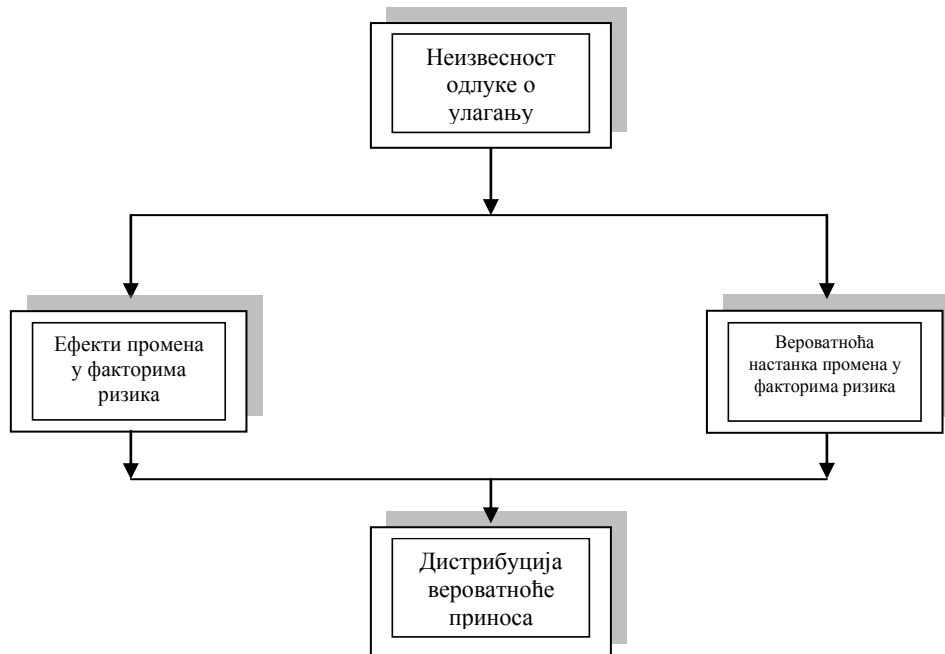 Неизвесност
одлуке о
улагању
Ефекти промена
у факторима
ризика
Вероватноћа
настанка промена у
факторима ризика
Дистрибуција
вероватноће
приноса